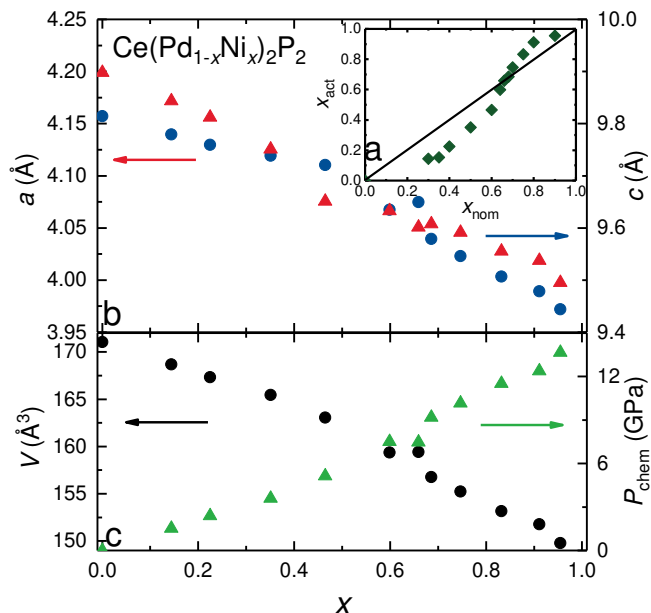 Ce(Pd1-xNix)2P2
4.25
4.20
4.15
4.10
4.05
4.00
3.95
a (Å)
b
10.0
9.8
9.6
9.4
c (Å)
1.0
0.8
0.6
0.4
0.2
0.0
xact
a
0.0 0.2 0.4 0.6 0.8 1.0
xnom
170
165
160
155
150
V (Å³)
c
12
6
0
Pchem (GPa)
0.0 0.2 0.4 0.6 0.8 1.0
x